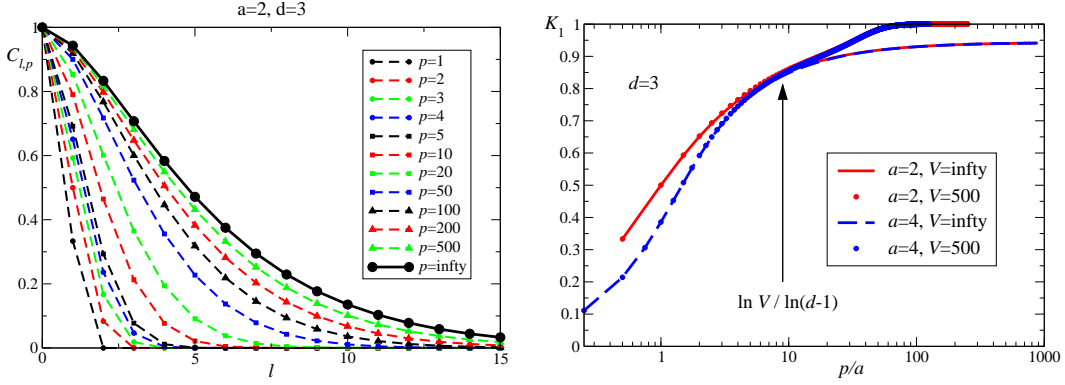 a=2, d=3
C_{l,p}
1
0.8
0.6
0.4
0.2
0
0
5
10
15
l
p=1
p=2
p=3
p=4
p=5
p=10
p=20
p=50
p=100
p=200
p=500
p=infty
K_1
1
0.9
0.8
0.7
0.6
0.5
0.4
0.3
0.2
0.1
0
1
10
100
1000
p/a
d=3
ln V / ln(d-1)
a=2, V=infty
a=2, V=500
a=4, V=infty
a=4, V=500